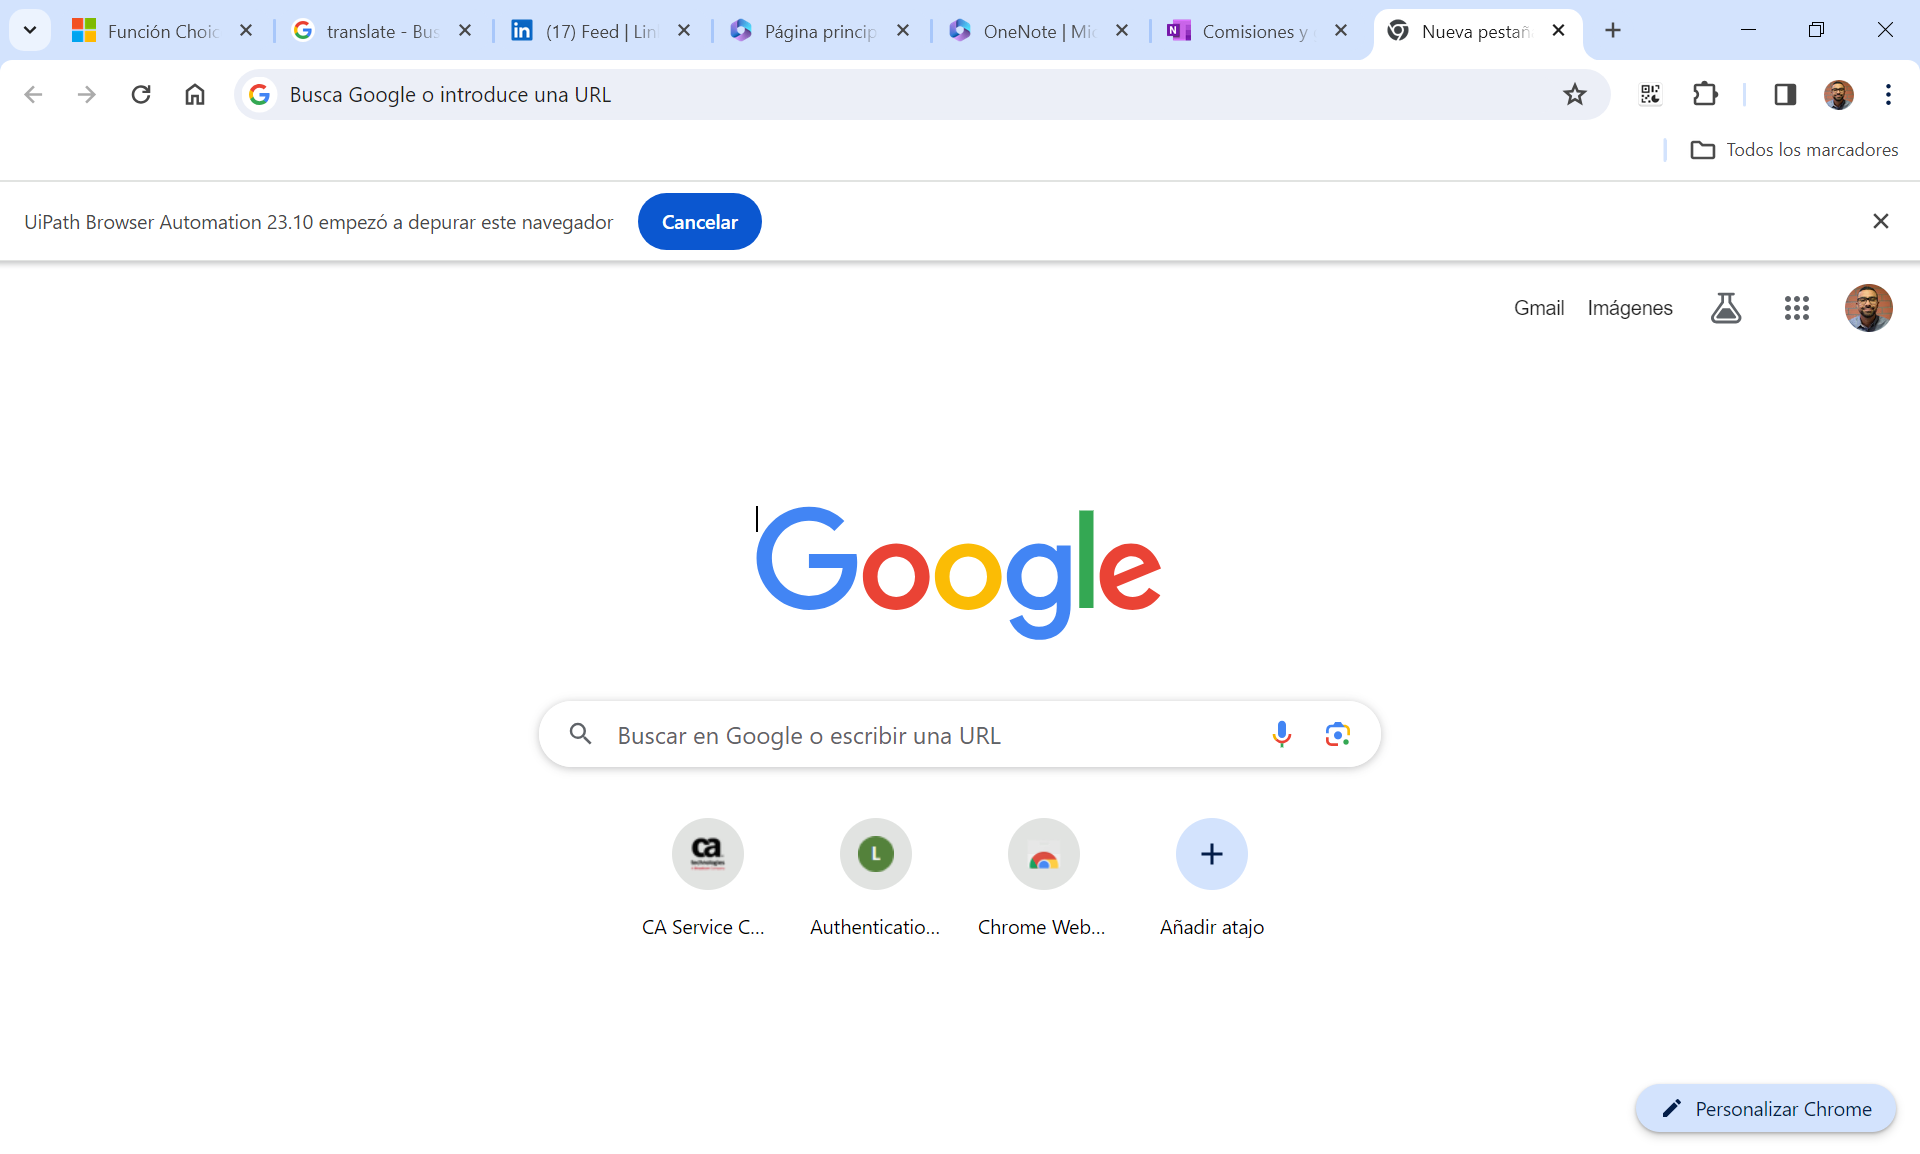 Función Choic
translate - Bus
(17) Feed | Lin
Página princip
OneNote | Mic
Comisiones y
Nueva pestañ
Busca Google o introduce una URL
Todos los marcadores
UiPath Browser Automation 23.10 empezó a depurar este navegador
Cancelar
Gmail Imágenes
Google
Buscar en Google o escribir una URL
ca
technologies
L
CA Service C...
Authenticatio...
Chrome Web...
Añadir atajo
Personalizar Chrome